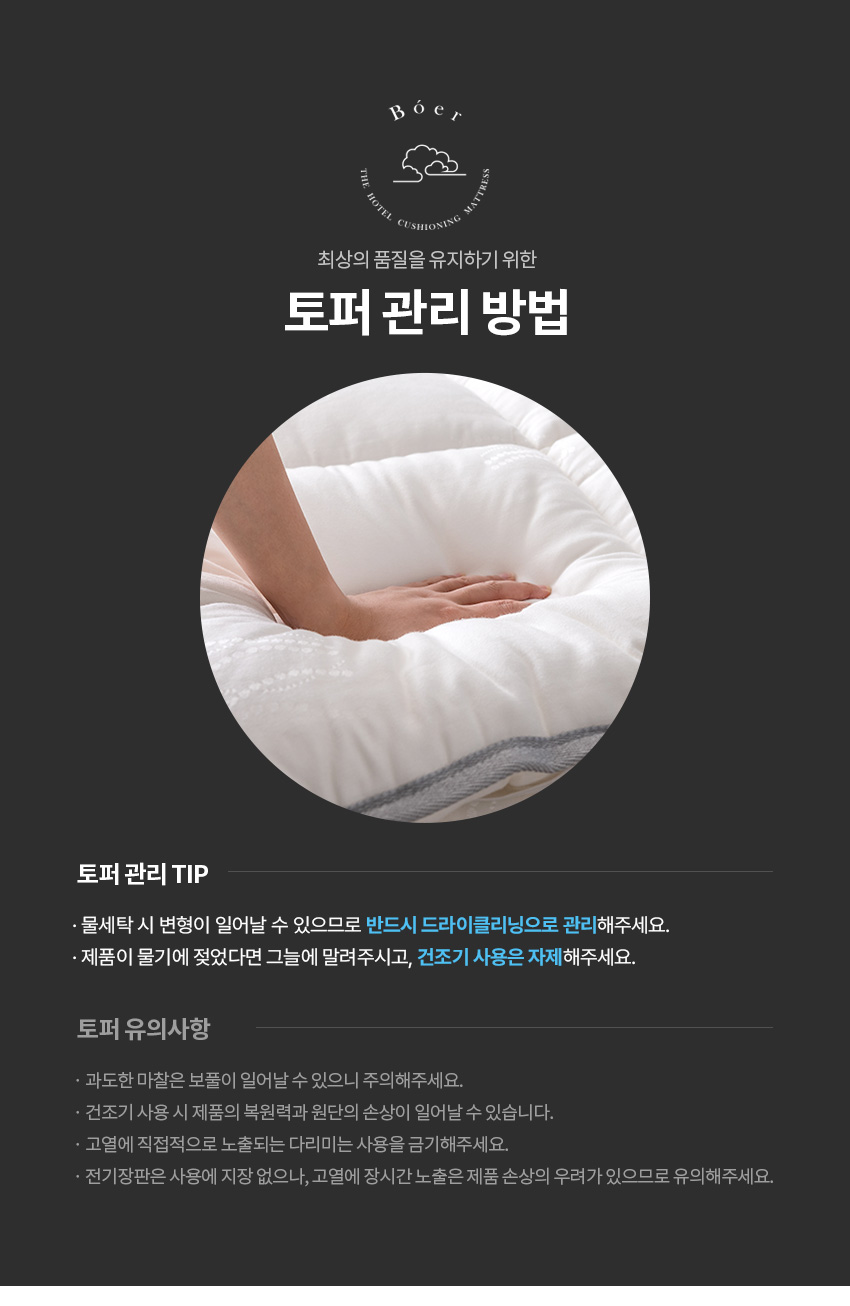 Bóer
THE HOTEL CUSHIONING MATTRESS
최상의 품질을 유지하기 위한
토퍼 관리 방법
토퍼 관리 TIP
· 물세탁 시 변형이 일어날 수 있으므로 반드시 드라이클리닝으로 관리해주세요.
· 제품이 물기에 젖었다면 그늘에 말려주시고, 건조기 사용은 자제해주세요.
토퍼 유의사항
· 과도한 마찰은 보풀이 일어날 수 있으니 주의해주세요.
· 건조기 사용 시 제품의 복원력과 원단의 손상이 일어날 수 있습니다.
· 고열에 직접적으로 노출되는 다리미는 사용을 금기해주세요.
· 전기장판은 사용에 지장 없으나, 고열에 장시간 노출은 제품 손상의 우려가 있으므로 유의해주세요.